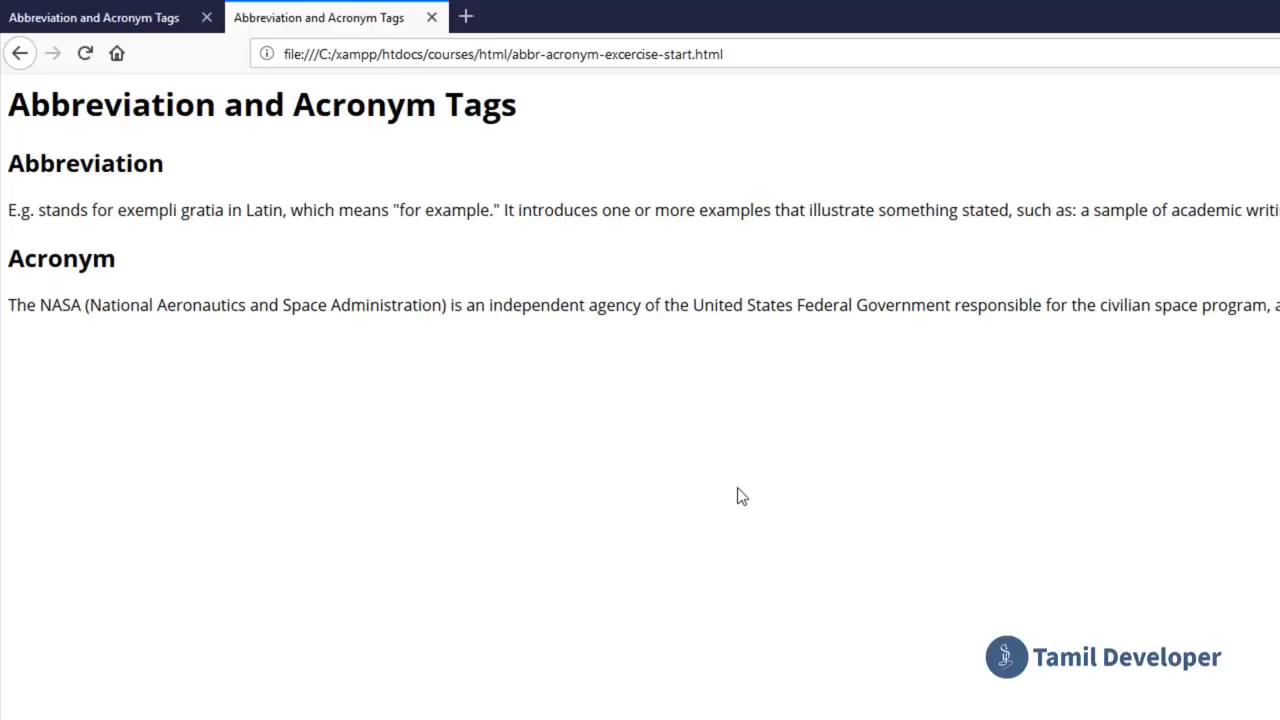 Abbreviation and Acronym Tags
Abbreviation and Acronym Tags
file:///C:/xampp/htdocs/courses/html/abbr-acronym-excercise-start.html
Abbreviation and Acronym Tags
Abbreviation
E.g. stands for exempli gratia in Latin, which means "for example." It introduces one or more examples that illustrate something stated, such as: a sample of academic
Acronym
The NASA (National Aeronautics and Space Administration) is an independent agency of the United States Federal Government responsible for the civilian space program,
Tamil Developer